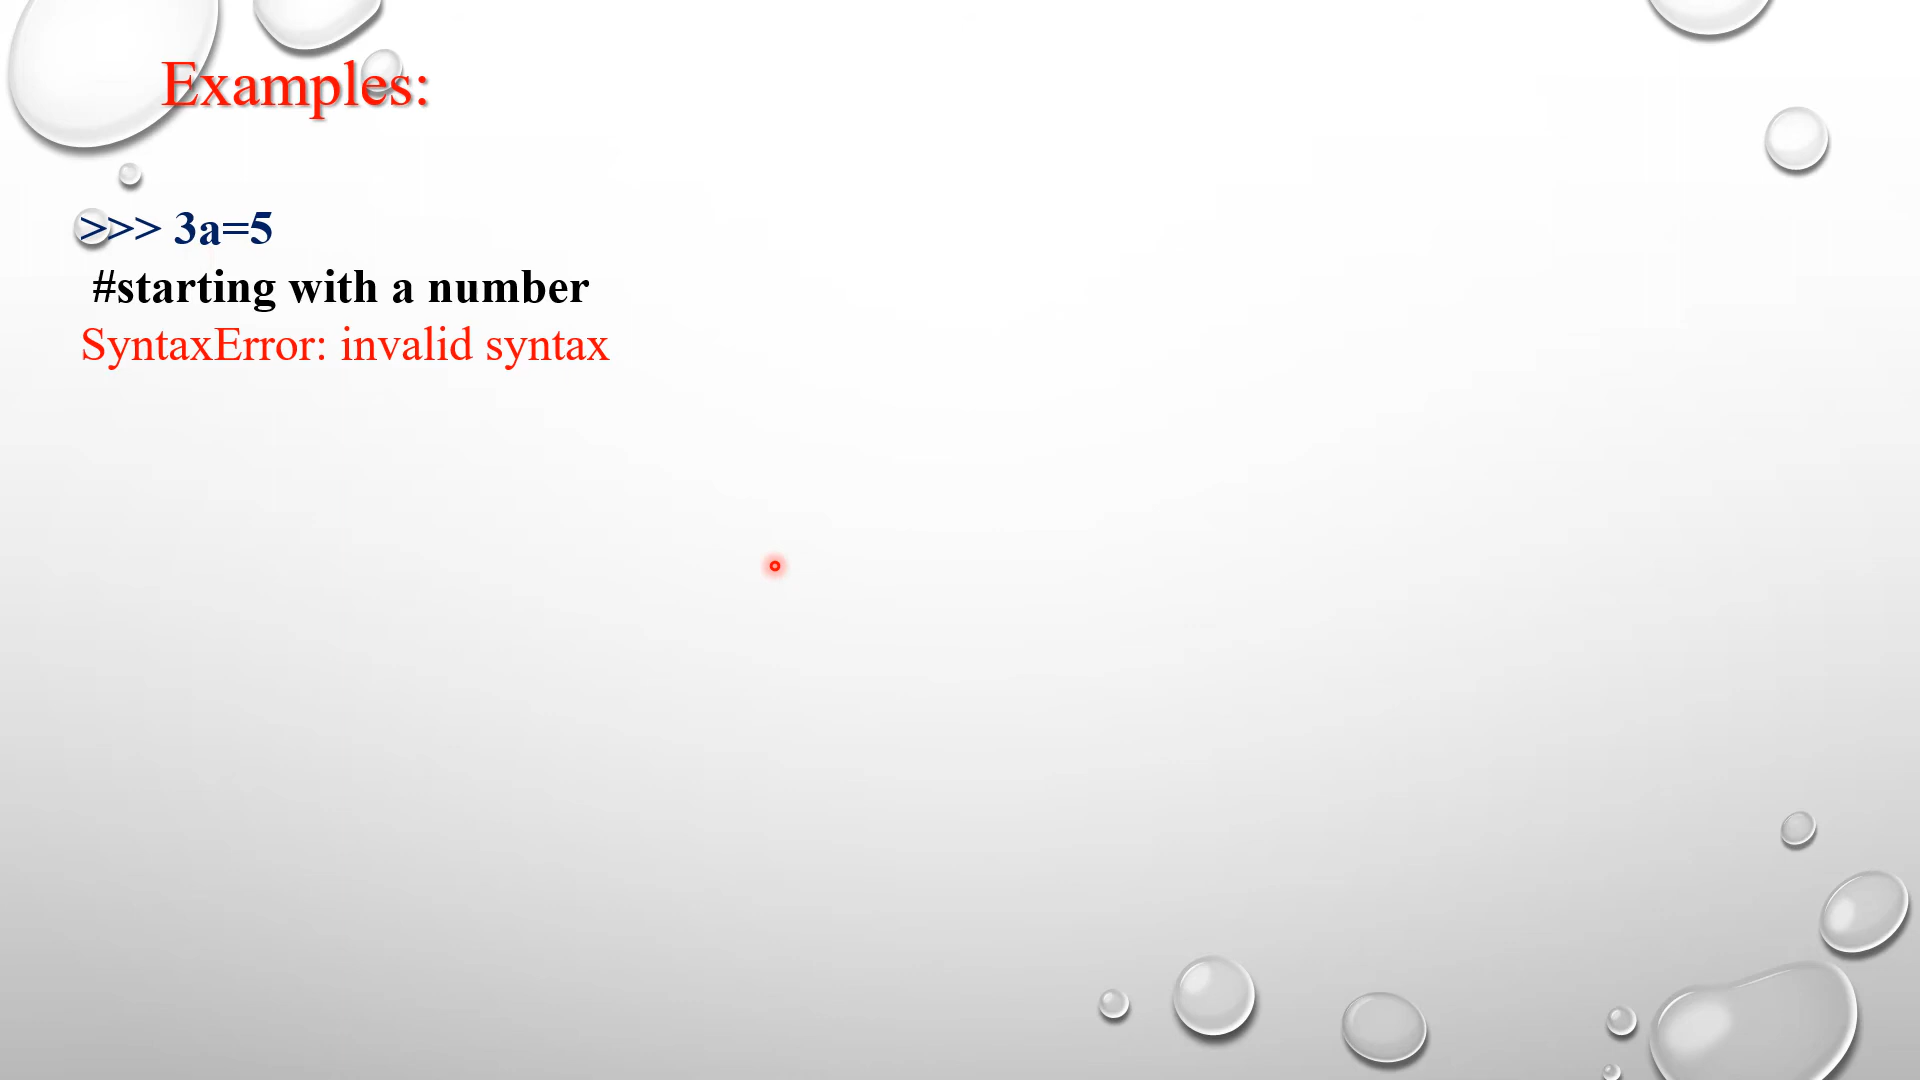 Examples:
>>> 3a=5
#starting with a number
SyntaxError: invalid syntax